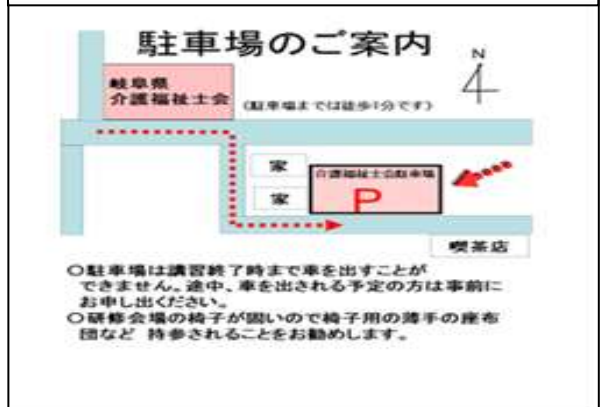 駐車場のご案内
N
岐阜県
介護福祉士会
(駐車場までは徒歩1分です)
家
介護福祉士会駐車場
家
P
喫茶店
○駐車場は講習終了時まで車を出すことが
できません。途中、車を出される予定の方は事前に
お申し出ください。
○研修会場の椅子が固いので椅子用の薄手の座布
団など 持参されることをお勧めします。